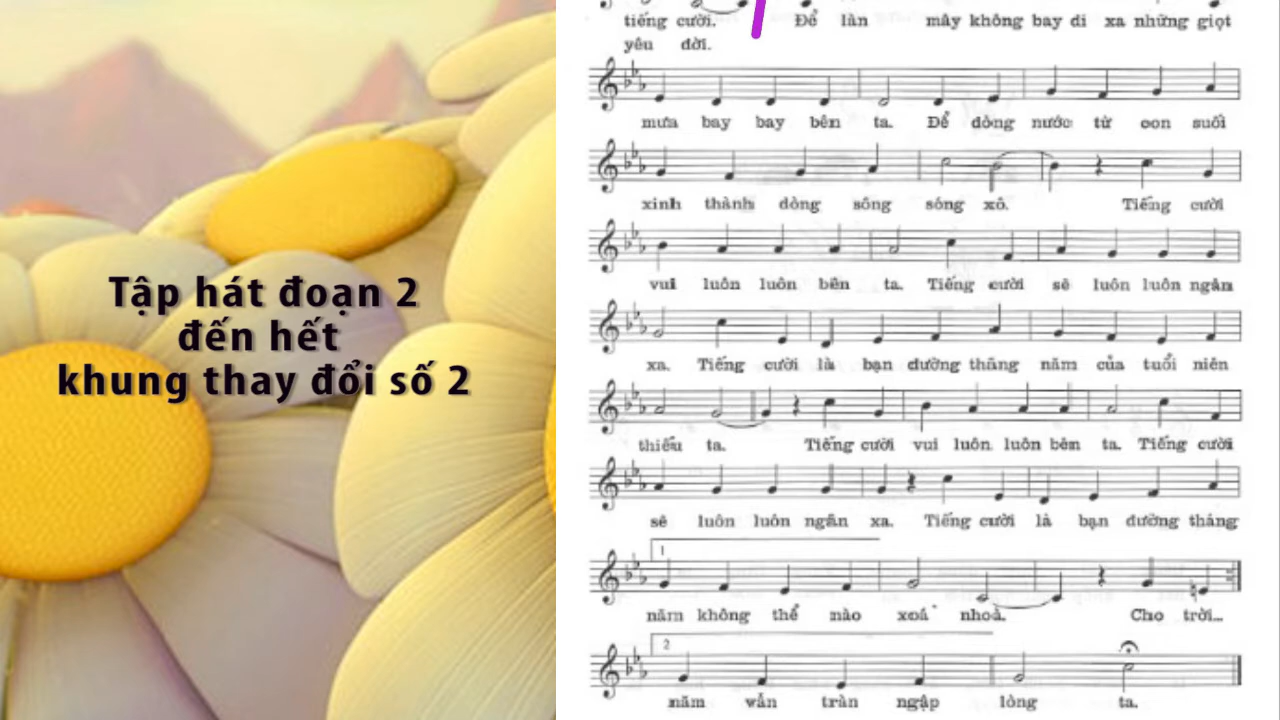 Tập hát đoạn 2
đến hết
khung thay đổi số 2
tiếng cười. Để làn mây không bay đi xa những giọt
yêu đời.
mưa bay bay bên ta. Để dòng nước từ con suối
xinh thành dòng sông sóng xô. Tiếng cười
vui luôn luôn bên ta. Tiếng cười sẽ luôn luôn ngân
xa. Tiếng cười là bạn đường tháng năm của tuổi niên
thiếu ta. Tiếng cười vui luôn luôn bên ta. Tiếng cười
sẽ luôn luôn ngân xa. Tiếng cười là bạn đường tháng
1
năm không thể nào xoá nhoà. Cho trời...
2
năm vẫn tràn ngập lòng ta.